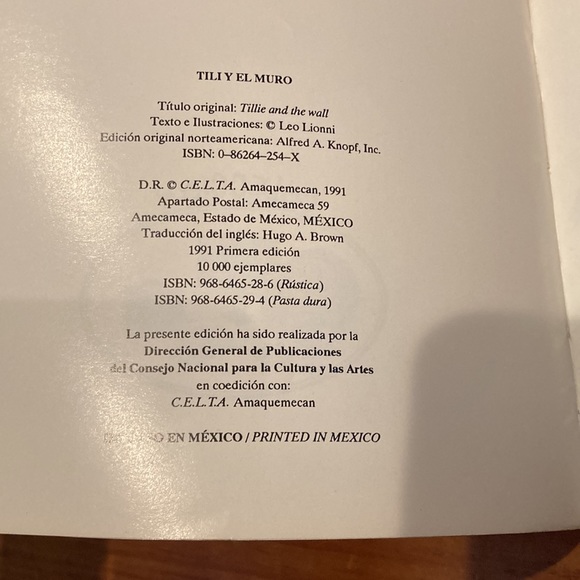 TILI Y EL MURO
Título original: Tillie and the wall
Texto e Ilustraciones: © Leo Lionni
Edición original norteamericana: Alfred A. Knopf, Inc.
ISBN: 0–86264–254–X
D.R. © C.E.L.T.A. Amaquemecan, 1991
Apartado Postal: Amecameca 59
Amecameca, Estado de México, MÉXICO
Traducción del inglés: Hugo A. Brown
1991 Primera edición
10 000 ejemplares
ISBN: 968-6465-28-6 (Rústica)
ISBN: 968-6465-29-4 (Pasta dura)
La presente edición ha sido realizada por la
Dirección General de Publicaciones
del Consejo Nacional para la Cultura y las Artes
en coedición con:
C.E.L.T.A. Amaquemecan
EN MÉXICO / PRINTED IN MEXICO